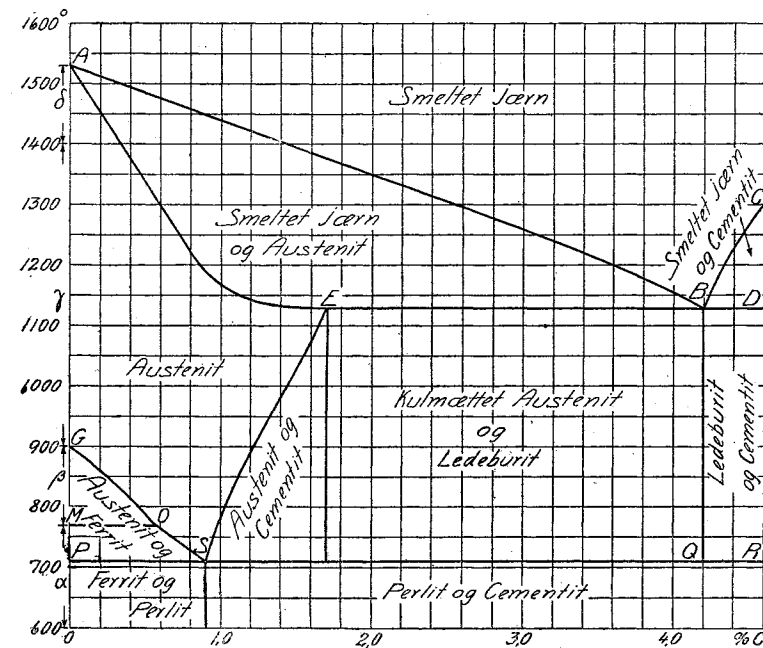 1600°
A
1500
δ
Smeltet Jærn
1400
1300
C
Smeltet jærn
og Austenit
Smeltet jærn
og Cementit
1200
γ
E
B
D
1100
Austenit
1000
Kulmættet Austenit
og
Ledeburit
Austenit og
Cementit
Ledeburit
og Cementit
G
900
β
Austenit og
Ferrit
800
M
O
S
P
Q
R
700
α
Ferrit og
Perlit
Perlit og Cementit
600
0
1,0
2,0
3,0
4,0
% C